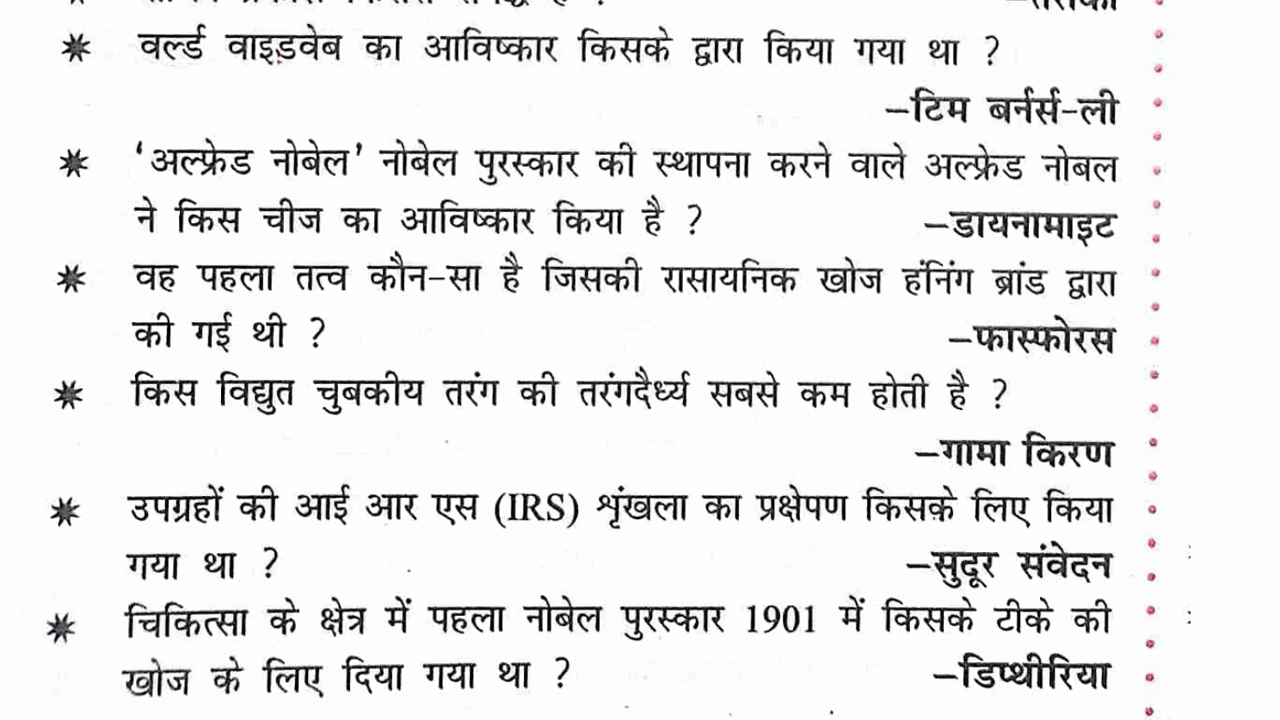 ✷ वर्ल्ड वाइड़वेब का आविष्कार किसके द्वारा किया गया था ?
–टिम बर्नर्स-ली
✷ ‘अल्फ्रेड नोबेल’ नोबेल पुरस्कार की स्थापना करने वाले अल्फ्रेड नोबल
ने किस चीज का आविष्कार किया है ? –डायनामाइट
✷ वह पहला तत्व कौन-सा है जिसकी रासायनिक खोज हंनिंग ब्रांड द्वारा
की गई थी ? –फास्फोरस
✷ किस विद्युत चुबकीय तरंग की तरंगदैर्ध्य सबसे कम होती है ?
–गामा किरण
✷ उपग्रहों की आई आर एस (IRS) शृंखला का प्रक्षेपण किसके लिए किया
गया था ? –सुदूर संवेदन
✷ चिकित्सा के क्षेत्र में पहला नोबेल पुरस्कार 1901 में किसके टीके की
खोज के लिए दिया गया था ? –डिप्थीरिया